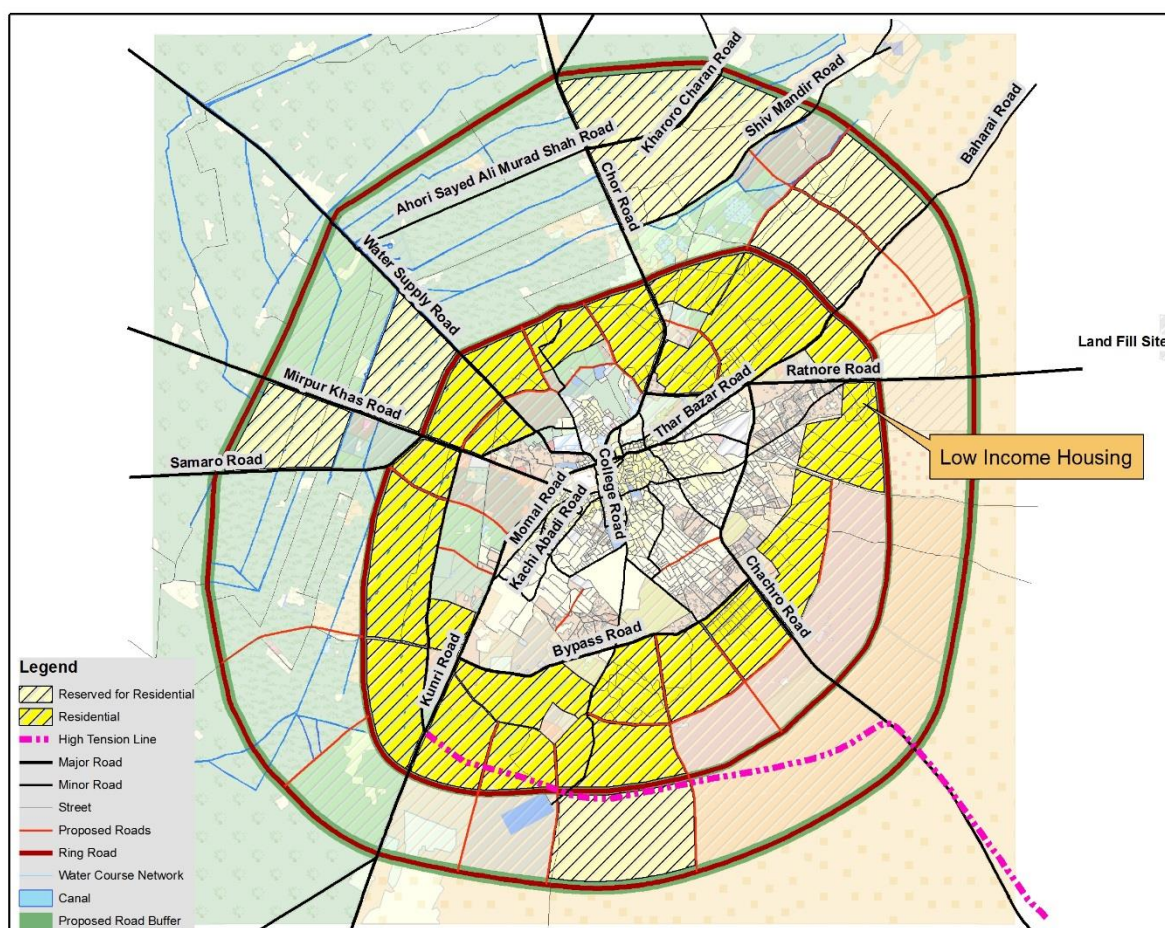 Kharoro Charan Road
Shiv Mandir Road
Baharai Road
Ahori Sayed Ali Murad Shah Road
Chor Road
Water Supply Road
Land Fill Site
Mirpur Khas Road
Ratnore Road
Thar Bazar Road
Samaro Road
Low Income Housing
College Road
Momal Road
Kachi Abadi Road
Chachro Road
Bypass Road
Kunri Road
Legend
Reserved for Residential
Residential
High Tension Line
Major Road
Minor Road
Street
Proposed Roads
Ring Road
Water Course Network
Canal
Proposed Road Buffer